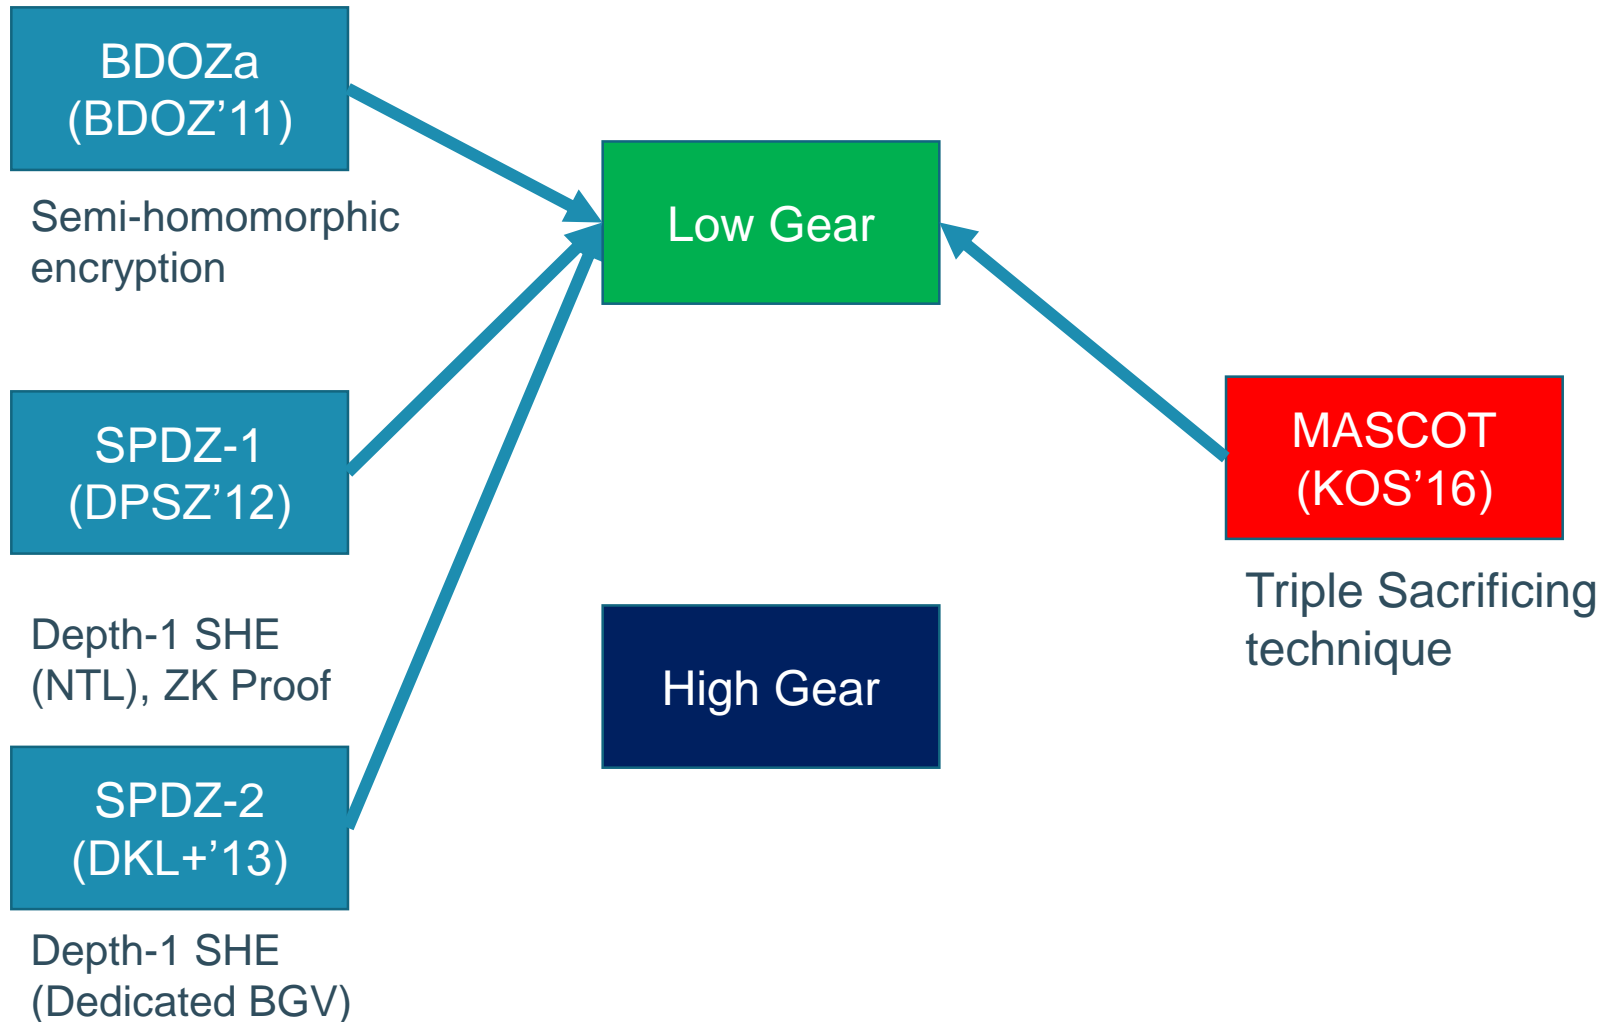 BDOZa
(BDOZ’11)
Semi-homomorphic
encryption
Low Gear
SPDZ-1
(DPSZ’12)
Depth-1 SHE
(NTL), ZK Proof
MASCOT
(KOS’16)
Triple Sacrificing
technique
High Gear
SPDZ-2
(DKL+’13)
Depth-1 SHE
(Dedicated BGV)